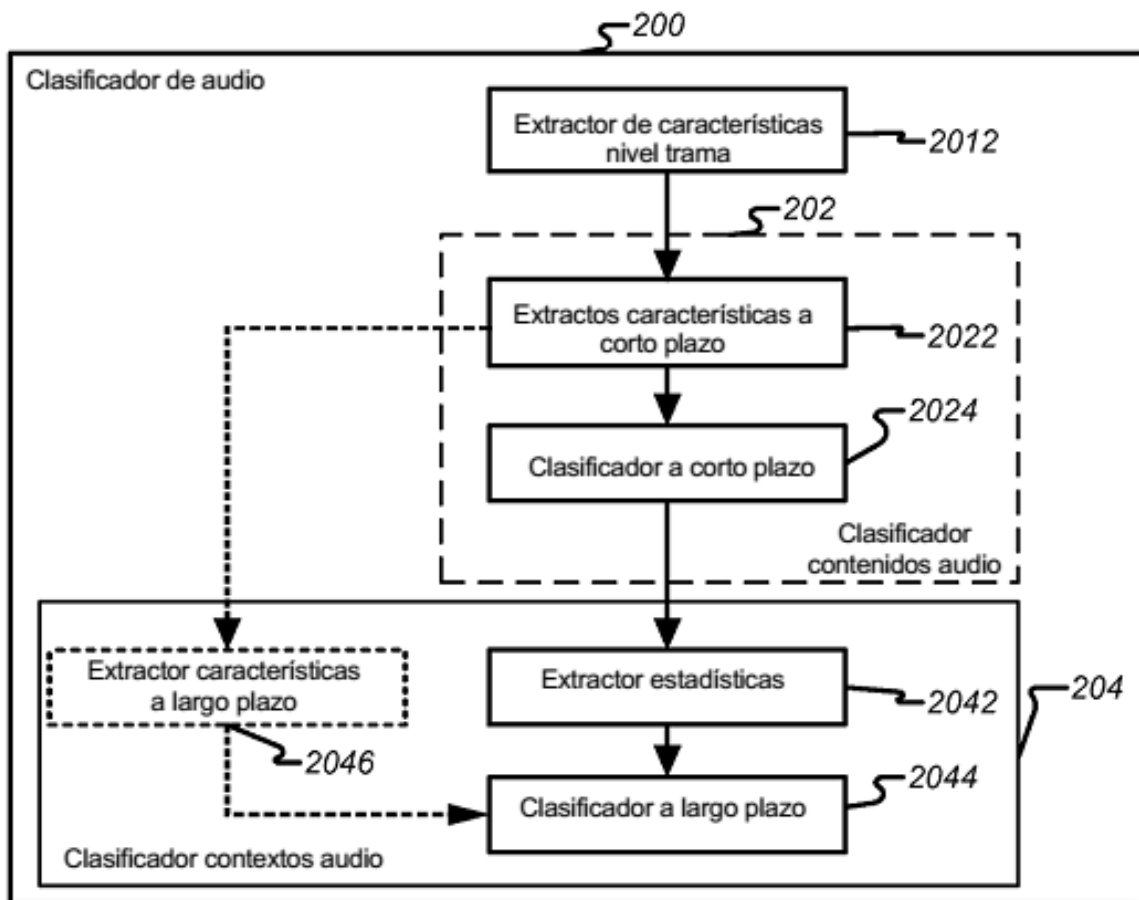 200
Clasificador de audio
Extractor de características
nivel trama
2012
202
Extractos características a
corto plazo
2022
2024
Clasificador a corto plazo
Clasificador
contenidos audio
Extractor características
a largo plazo
2046
Extractor estadísticas
2042
204
2044
Clasificador a largo plazo
Clasificador contextos audio